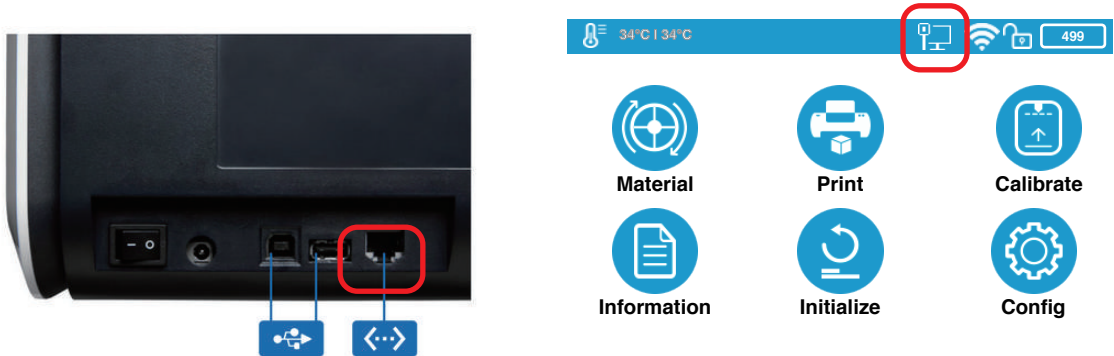 34°C I 34°C
499
Material
Print
Calibrate
Information
Initialize
Config